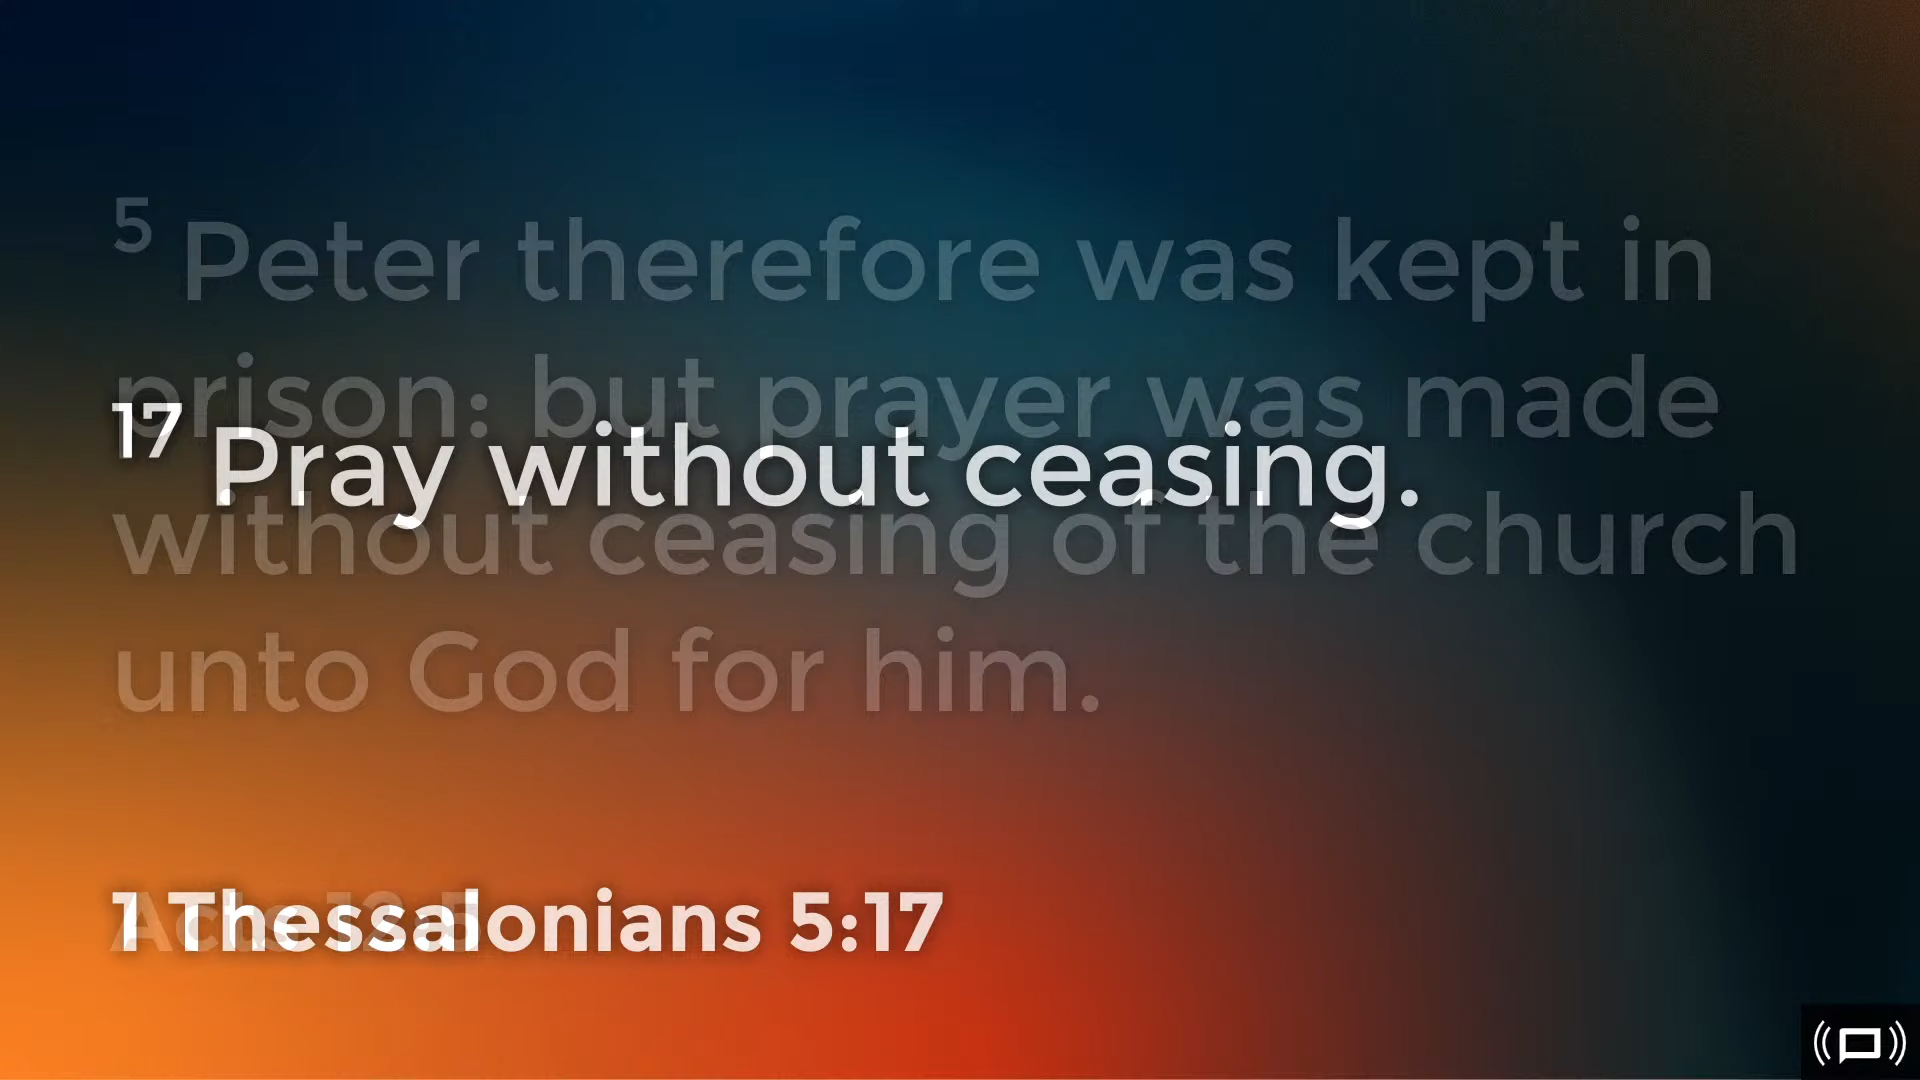 5 Peter therefore was kept in
prison: but prayer was made
17 Pray without ceasing.
without ceasing of the church
unto God for him.
1 Thessalonians 5:17
Acts 12:5